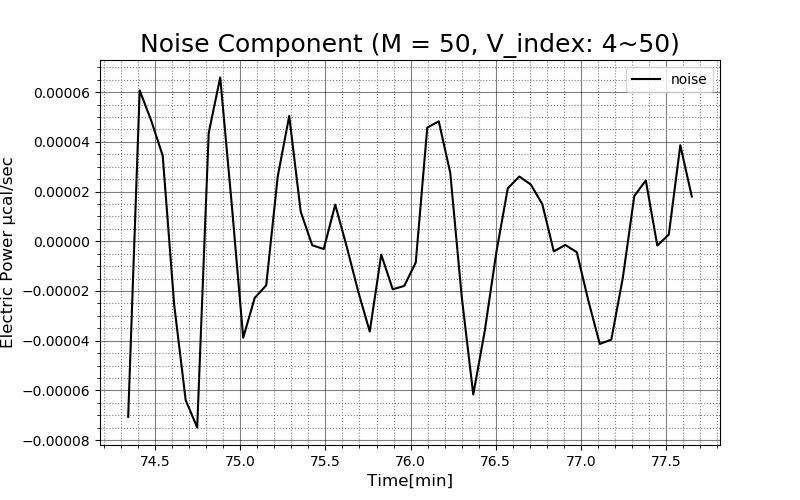 Noise Component (M = 50, V_index: 4~50)
noise
0.00006
0.00004
0.00002
0.00000
−0.00002
−0.00004
−0.00006
−0.00008
Electric Power μcal/sec
74.5 75.0 75.5 76.0 76.5 77.0 77.5
Time[min]